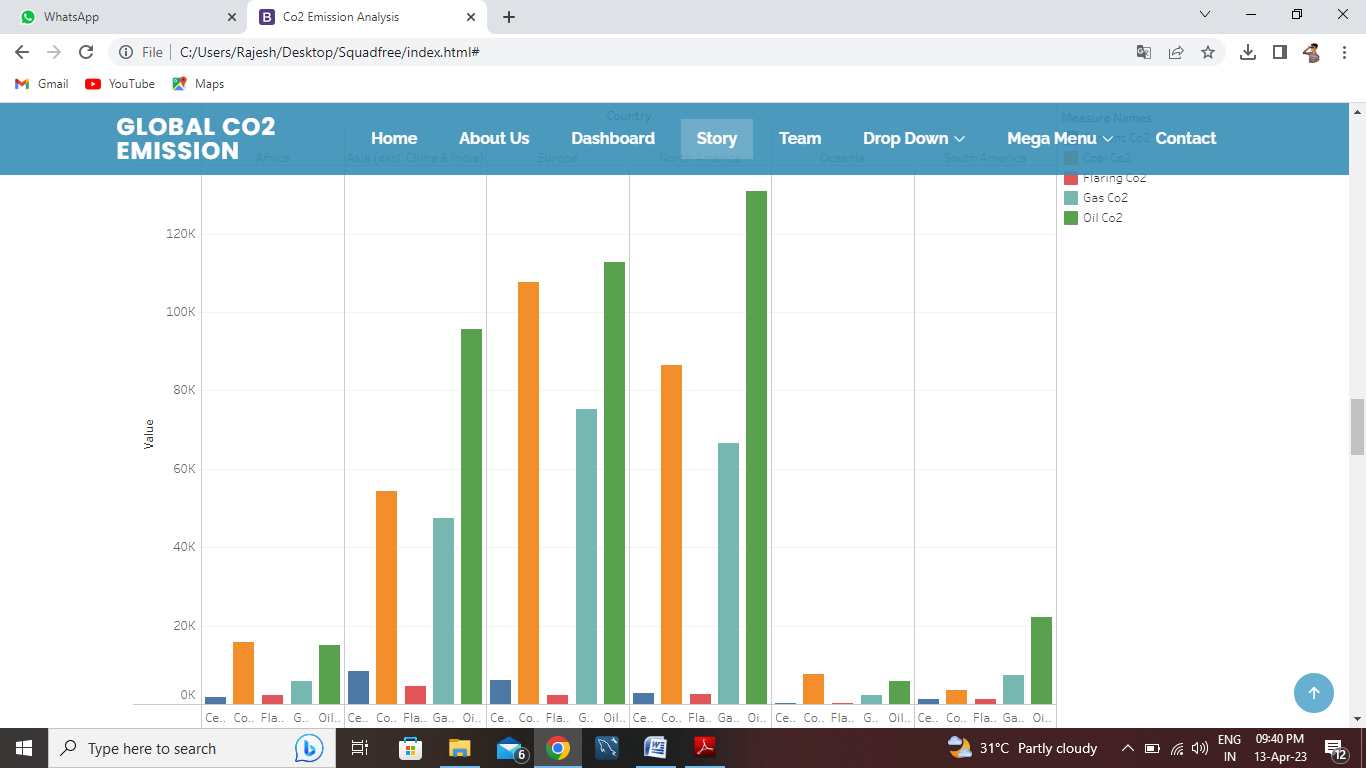 WhatsApp
Co2 Emission Analysis
File C:/Users/Rajesh/Desktop/Squadfree/index.html#
Gmail YouTube Maps
GLOBAL CO2
EMISSION
Home About Us Dashboard Story Team Drop Down Mega Menu Contact
Country
Africa Asia (excl. China & India) Europe North America Oceania South America
Measure Names
Coal Co2
Flaring Co2
Gas Co2
Oil Co2
Value
120K
100K
80K
60K
40K
20K
0K
Ce.. Co.. Fla.. G.. Oil.. Ce.. Co.. Fla.. Ga.. Oi.. Ce.. Co.. Fla.. G.. Oil.. Ce.. Co.. Fla.. Ga.. Oi.. Ce.. Co.. Fla.. G.. Oil.. Ce.. Co.. Fla.. Ga.. Oi..
Type here to search
6
31°C Partly cloudy
ENG
IN
09:40 PM
13-Apr-23
12